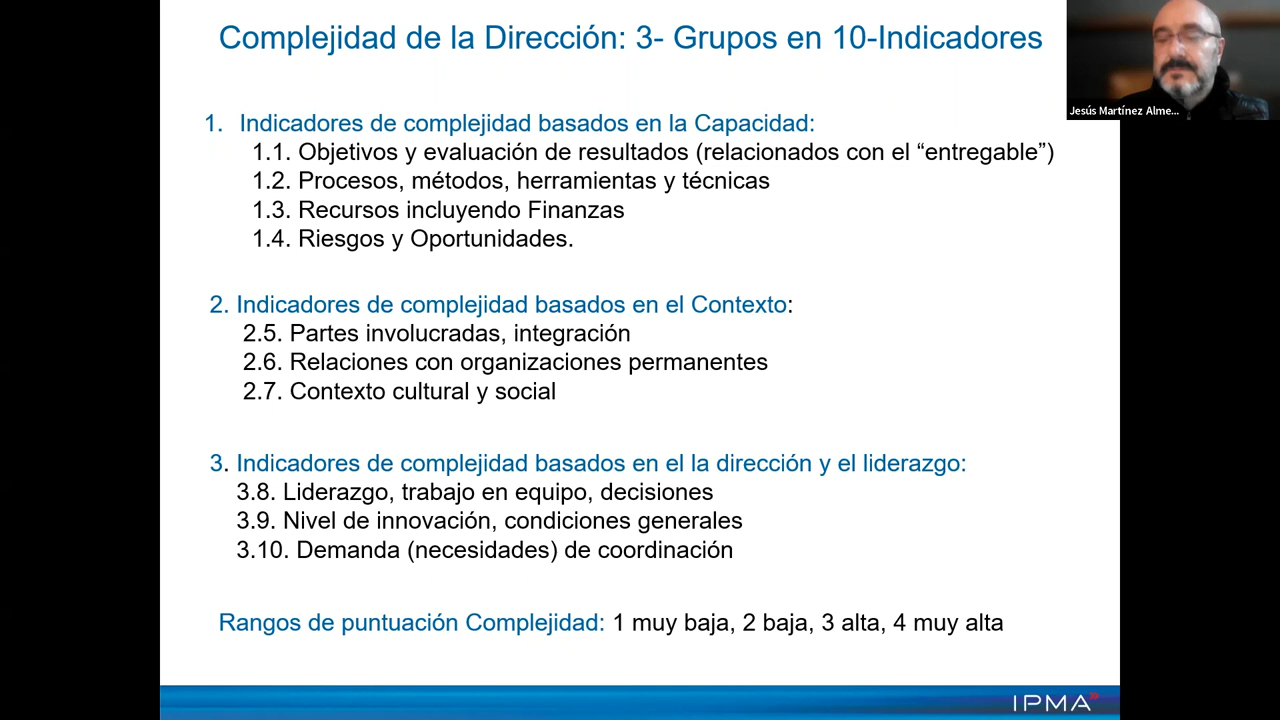 Complejidad de la Dirección: 3- Grupos en 10-Indicadores
Jesús Martínez Alme...
1. Indicadores de complejidad basados en la Capacidad:
1.1. Objetivos y evaluación de resultados (relacionados con el “entregable”)
1.2. Procesos, métodos, herramientas y técnicas
1.3. Recursos incluyendo Finanzas
1.4. Riesgos y Oportunidades.
2. Indicadores de complejidad basados en el Contexto:
2.5. Partes involucradas, integración
2.6. Relaciones con organizaciones permanentes
2.7. Contexto cultural y social
3. Indicadores de complejidad basados en el la dirección y el liderazgo:
3.8. Liderazgo, trabajo en equipo, decisiones
3.9. Nivel de innovación, condiciones generales
3.10. Demanda (necesidades) de coordinación
Rangos de puntuación Complejidad: 1 muy baja, 2 baja, 3 alta, 4 muy alta
IPMA